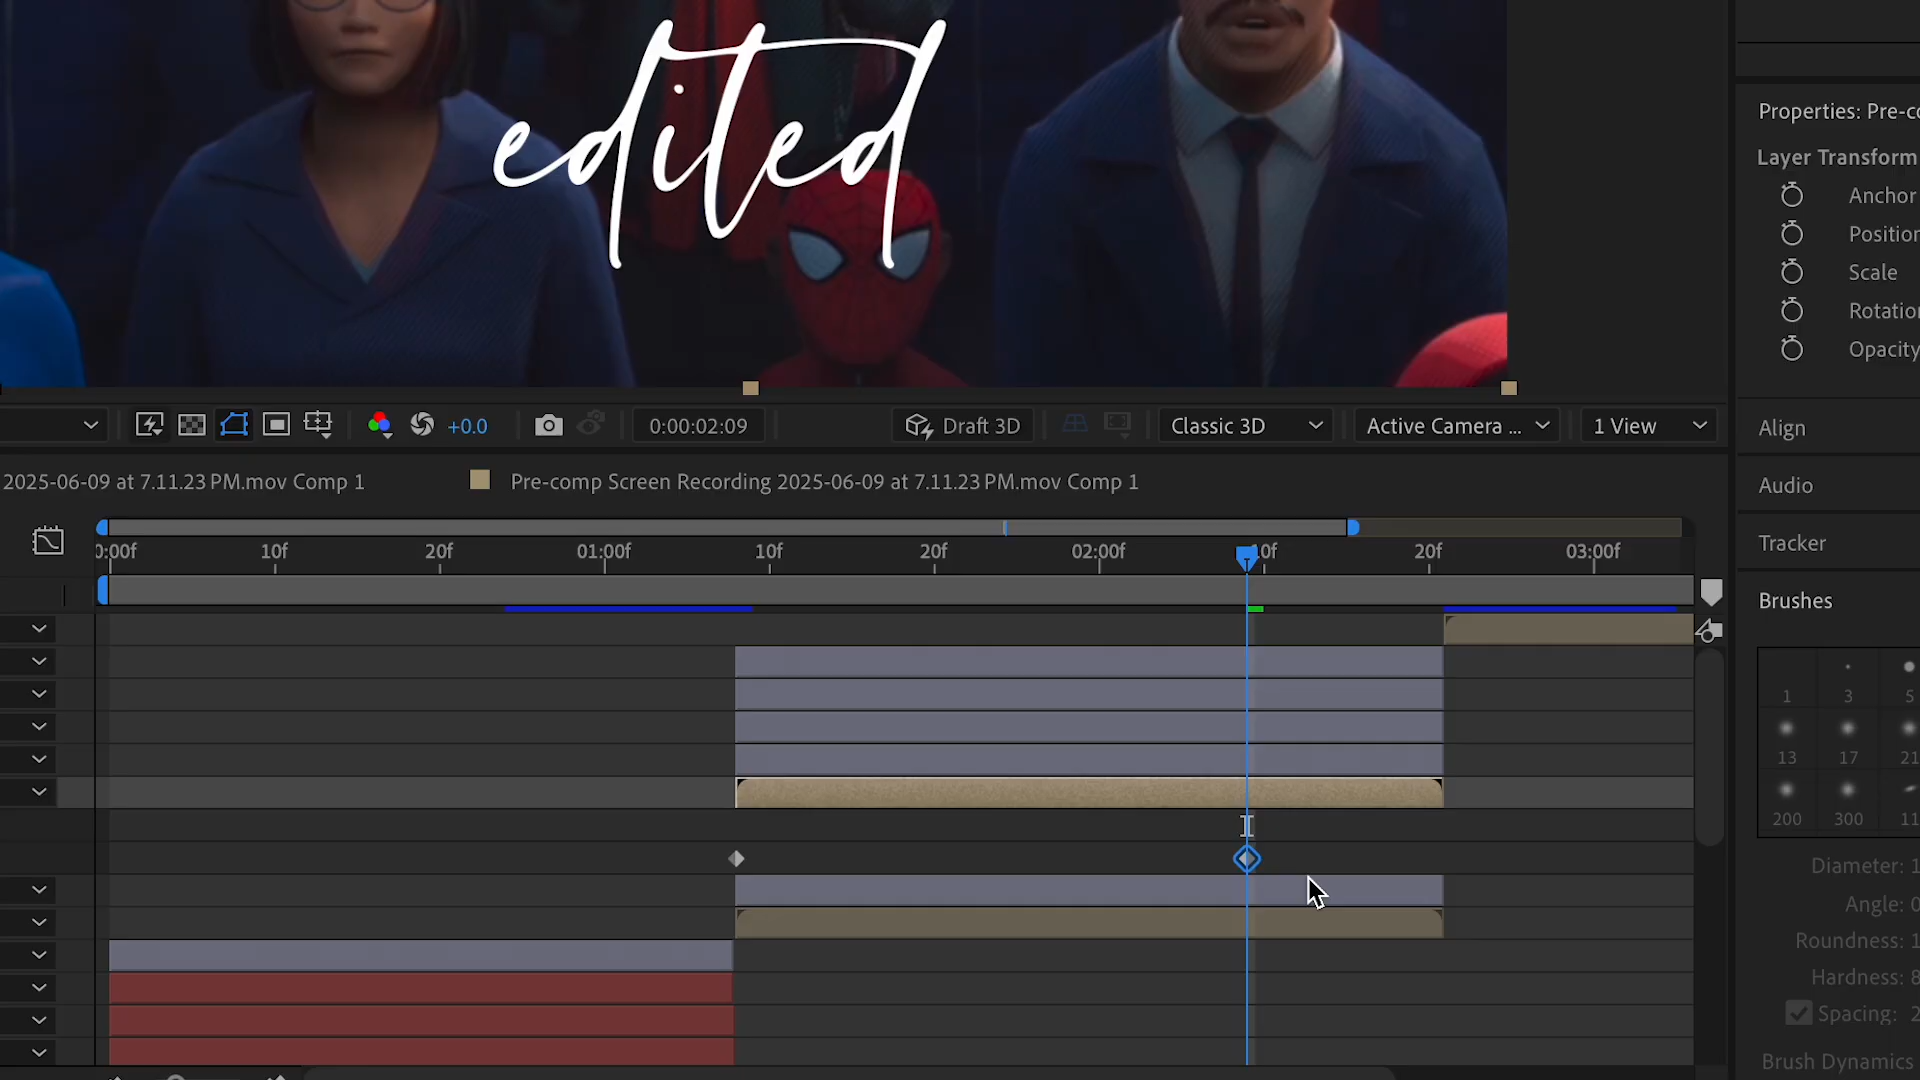 edited
Properties: Pre-co
Layer Transform
Anchor
Position
Scale
Rotation
Opacity
+0.0
0:00:02:09
Draft 3D
Classic 3D
Active Camera ...
1 View
Align
2025-06-09 at 7.11.23 PM.mov Comp 1
Pre-comp Screen Recording 2025-06-09 at 7.11.23 PM.mov Comp 1
Audio
0:00f
10f
20f
01:00f
10f
20f
02:00f
10f
20f
03:00f
Tracker
Brushes
1
3
5
13
17
21
200
300
11
Diameter: 1
Angle: 0
Roundness: 1
Hardness: 8
Spacing: 2
Brush Dynamics